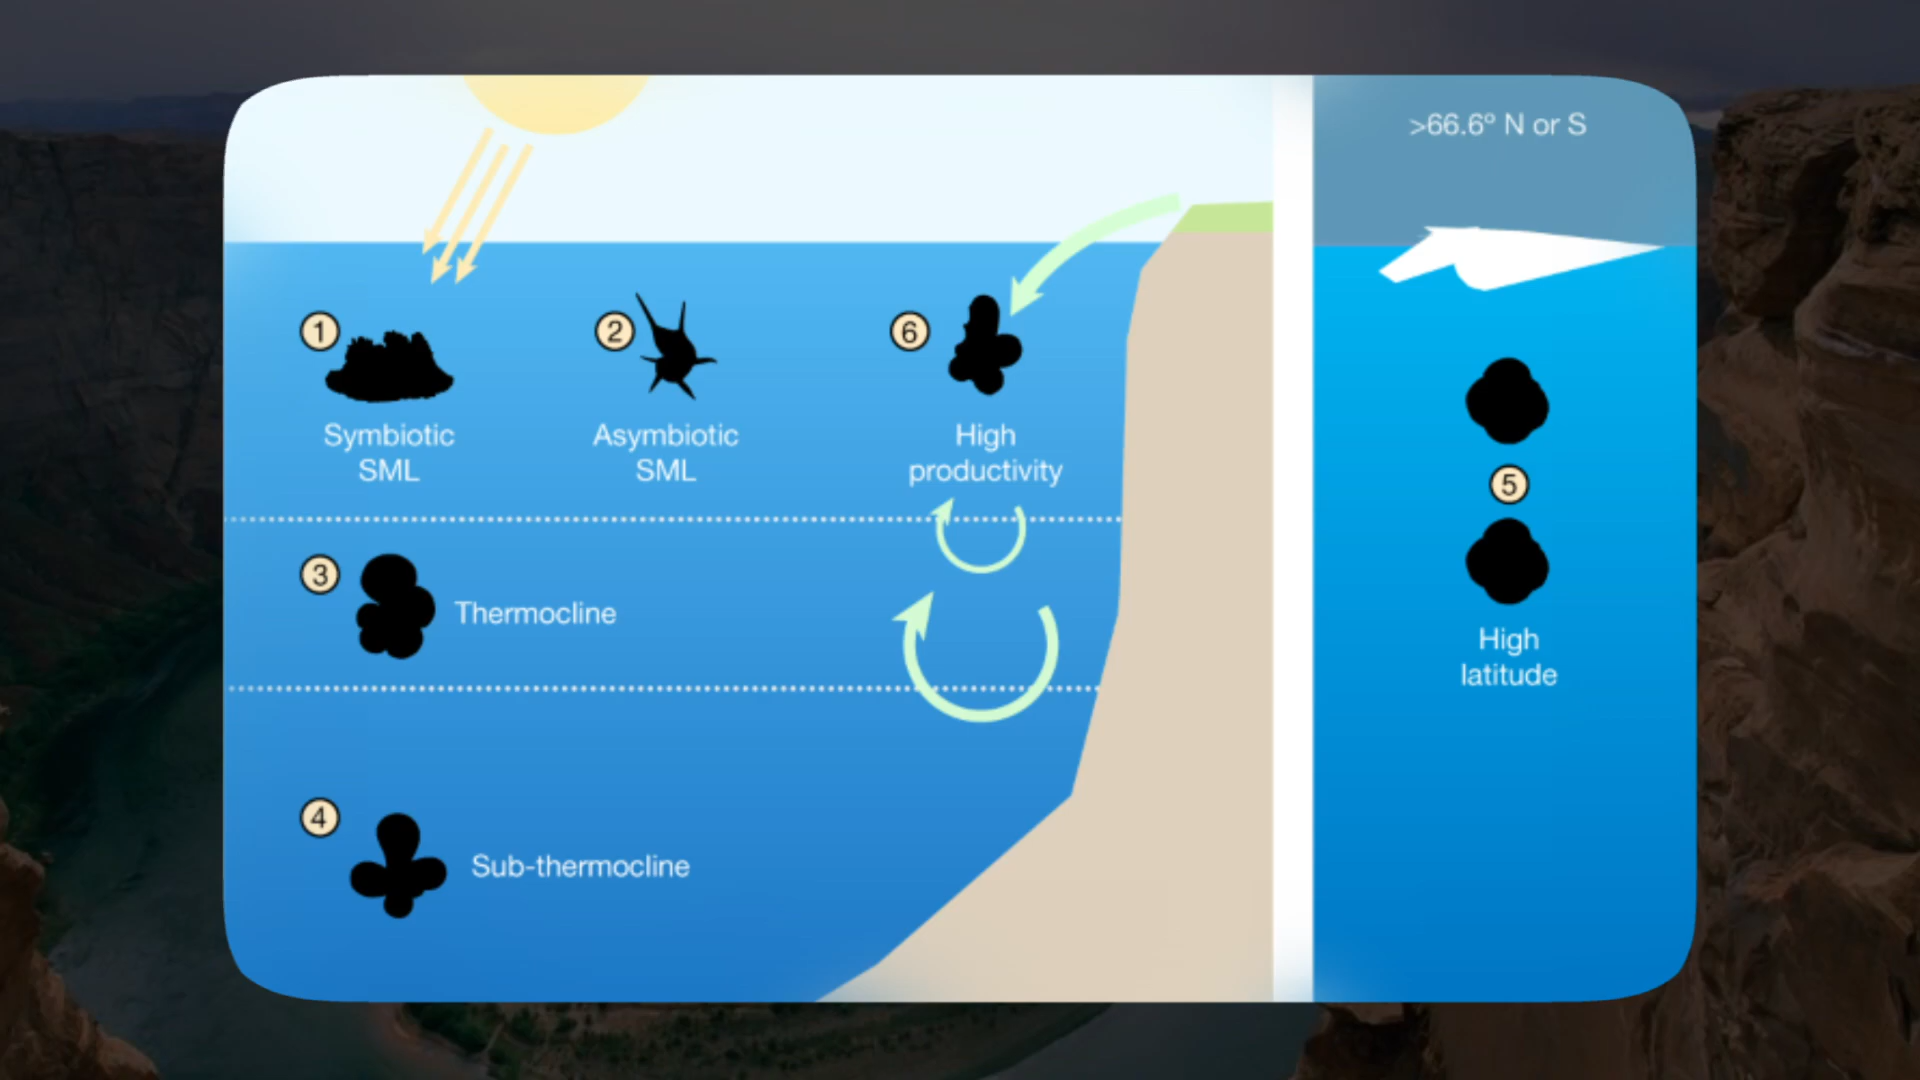 >66.6º N or S
1
2
6
Symbiotic
SML
Asymbiotic
SML
High
productivity
5
3
Thermocline
High
latitude
4
Sub-thermocline